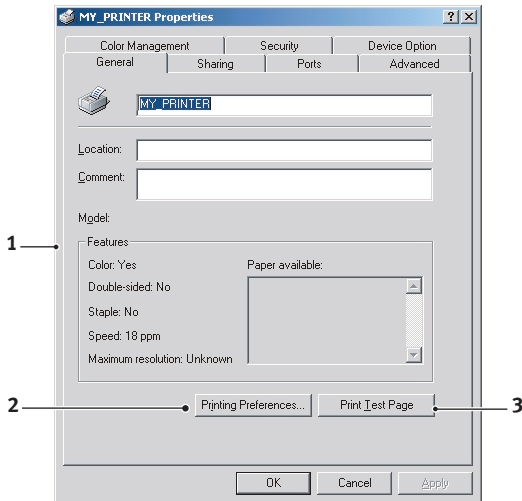 MY_PRINTER Properties
Color Management Security Device Option
General Sharing Ports Advanced
MY_PRINTER
Location:
Comment:
Model:
1
Features
Color: Yes Paper available:
Double-sided: No
Staple: No
Speed: 18 ppm
Maximum resolution: Unknown
2 Printing Preferences... Print Test Page 3
OK Cancel Apply